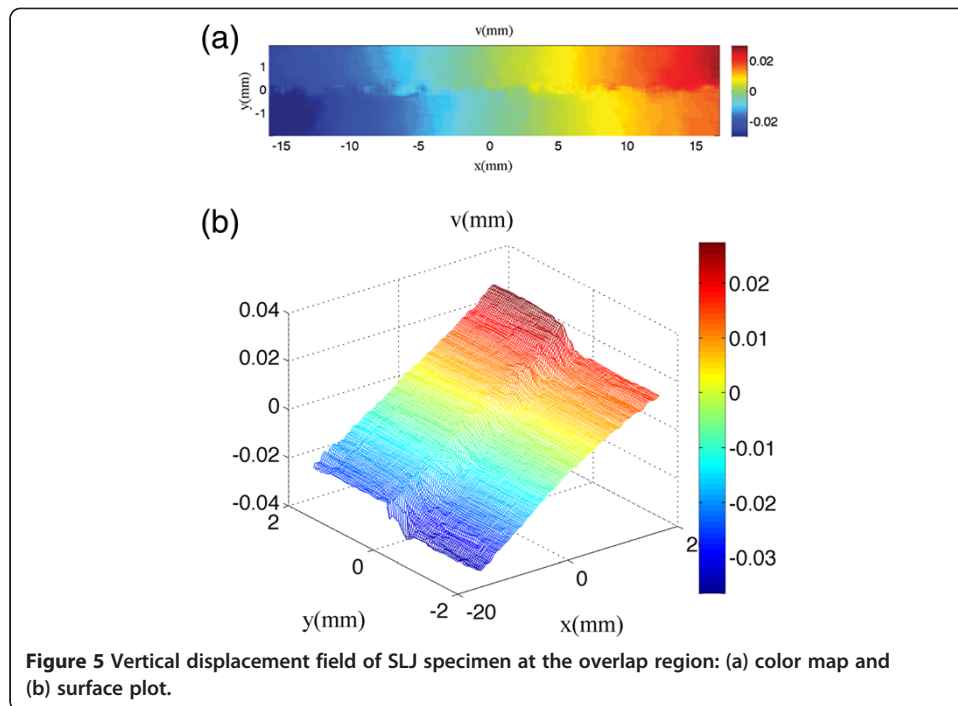 (a)
v(mm)
y(mm)
1
0
-1
0.02
0
-0.02
-15 -10 -5 0 5 10 15
x(mm)
(b)
v(mm)
0.04
0.02
0
-0.02
-0.04
2
0
-2
-20
0
2
y(mm)
x(mm)
0.02
0.01
0
-0.01
-0.02
-0.03
Figure 5 Vertical displacement field of SLJ specimen at the overlap region: (a) color map and
(b) surface plot.